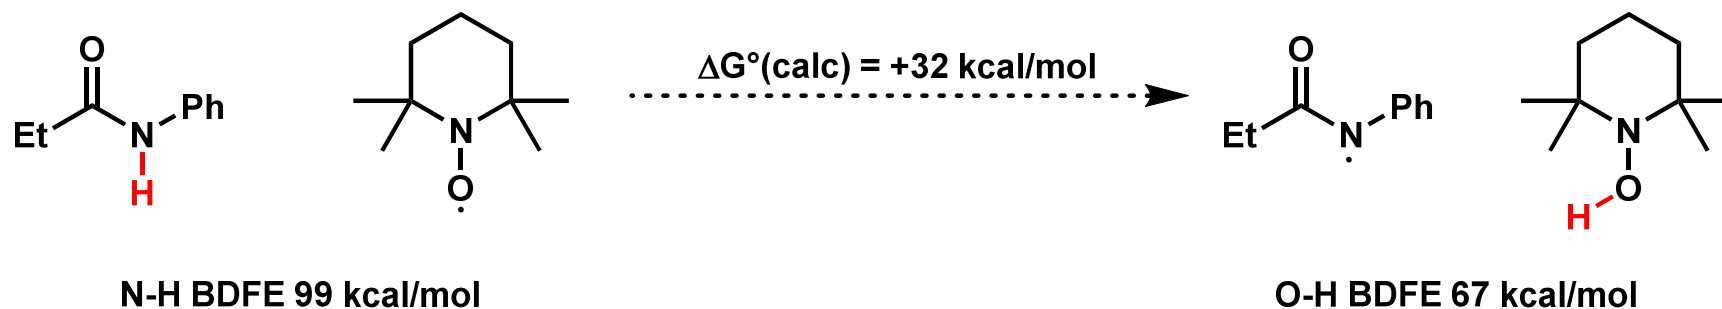 O
Et
N
Ph
H
N
O
ΔG°(calc) = +32 kcal/mol
O
Et
N
Ph
N
O
H
N-H BDFE 99 kcal/mol
O-H BDFE 67 kcal/mol